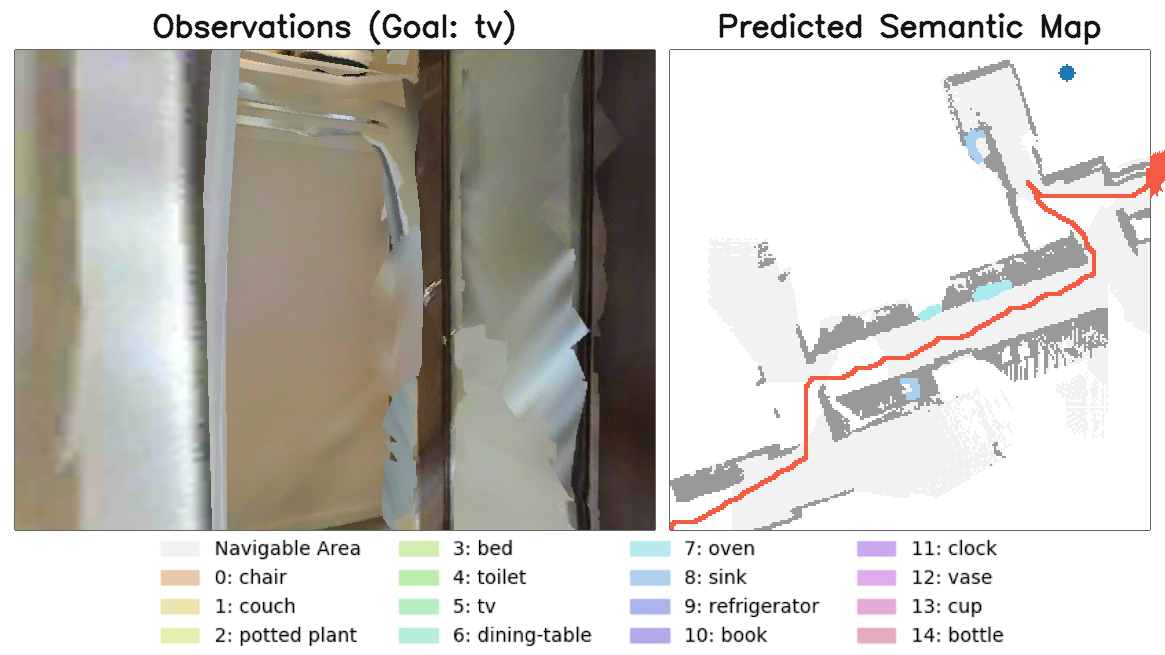 Observations (Goal: tv)
Predicted Semantic Map
Navigable Area
0: chair
1: couch
2: potted plant
3: bed
4: toilet
5: tv
6: dining-table
7: oven
8: sink
9: refrigerator
10: book
11: clock
12: vase
13: cup
14: bottle